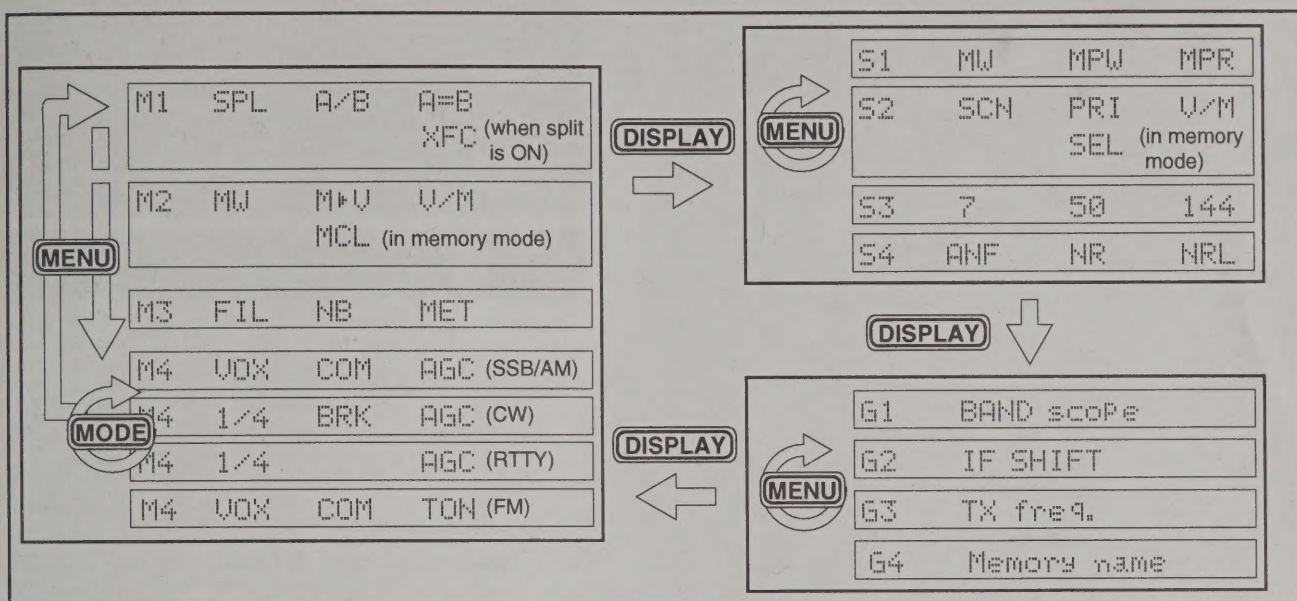 M1 SPL A/B A=B
XFC (when split is ON)
M2 MW M▶V V/M
MCL (in memory mode)
MENU
M3 FIL NB MET
M4 VOX COM AGC (SSB/AM)
MODE
M4 1/4 BRK AGC (CW)
M4 1/4 AGC (RTTY)
M4 VOX COM TON (FM)
DISPLAY
MENU
S1 MW MPW MPR
S2 SCN PRI V/M
SEL (in memory mode)
S3 7 50 144
S4 ANF NR NRL
DISPLAY
MENU
G1 BAND scope
G2 IF SHIFT
G3 TX freq.
G4 Memory name
DISPLAY